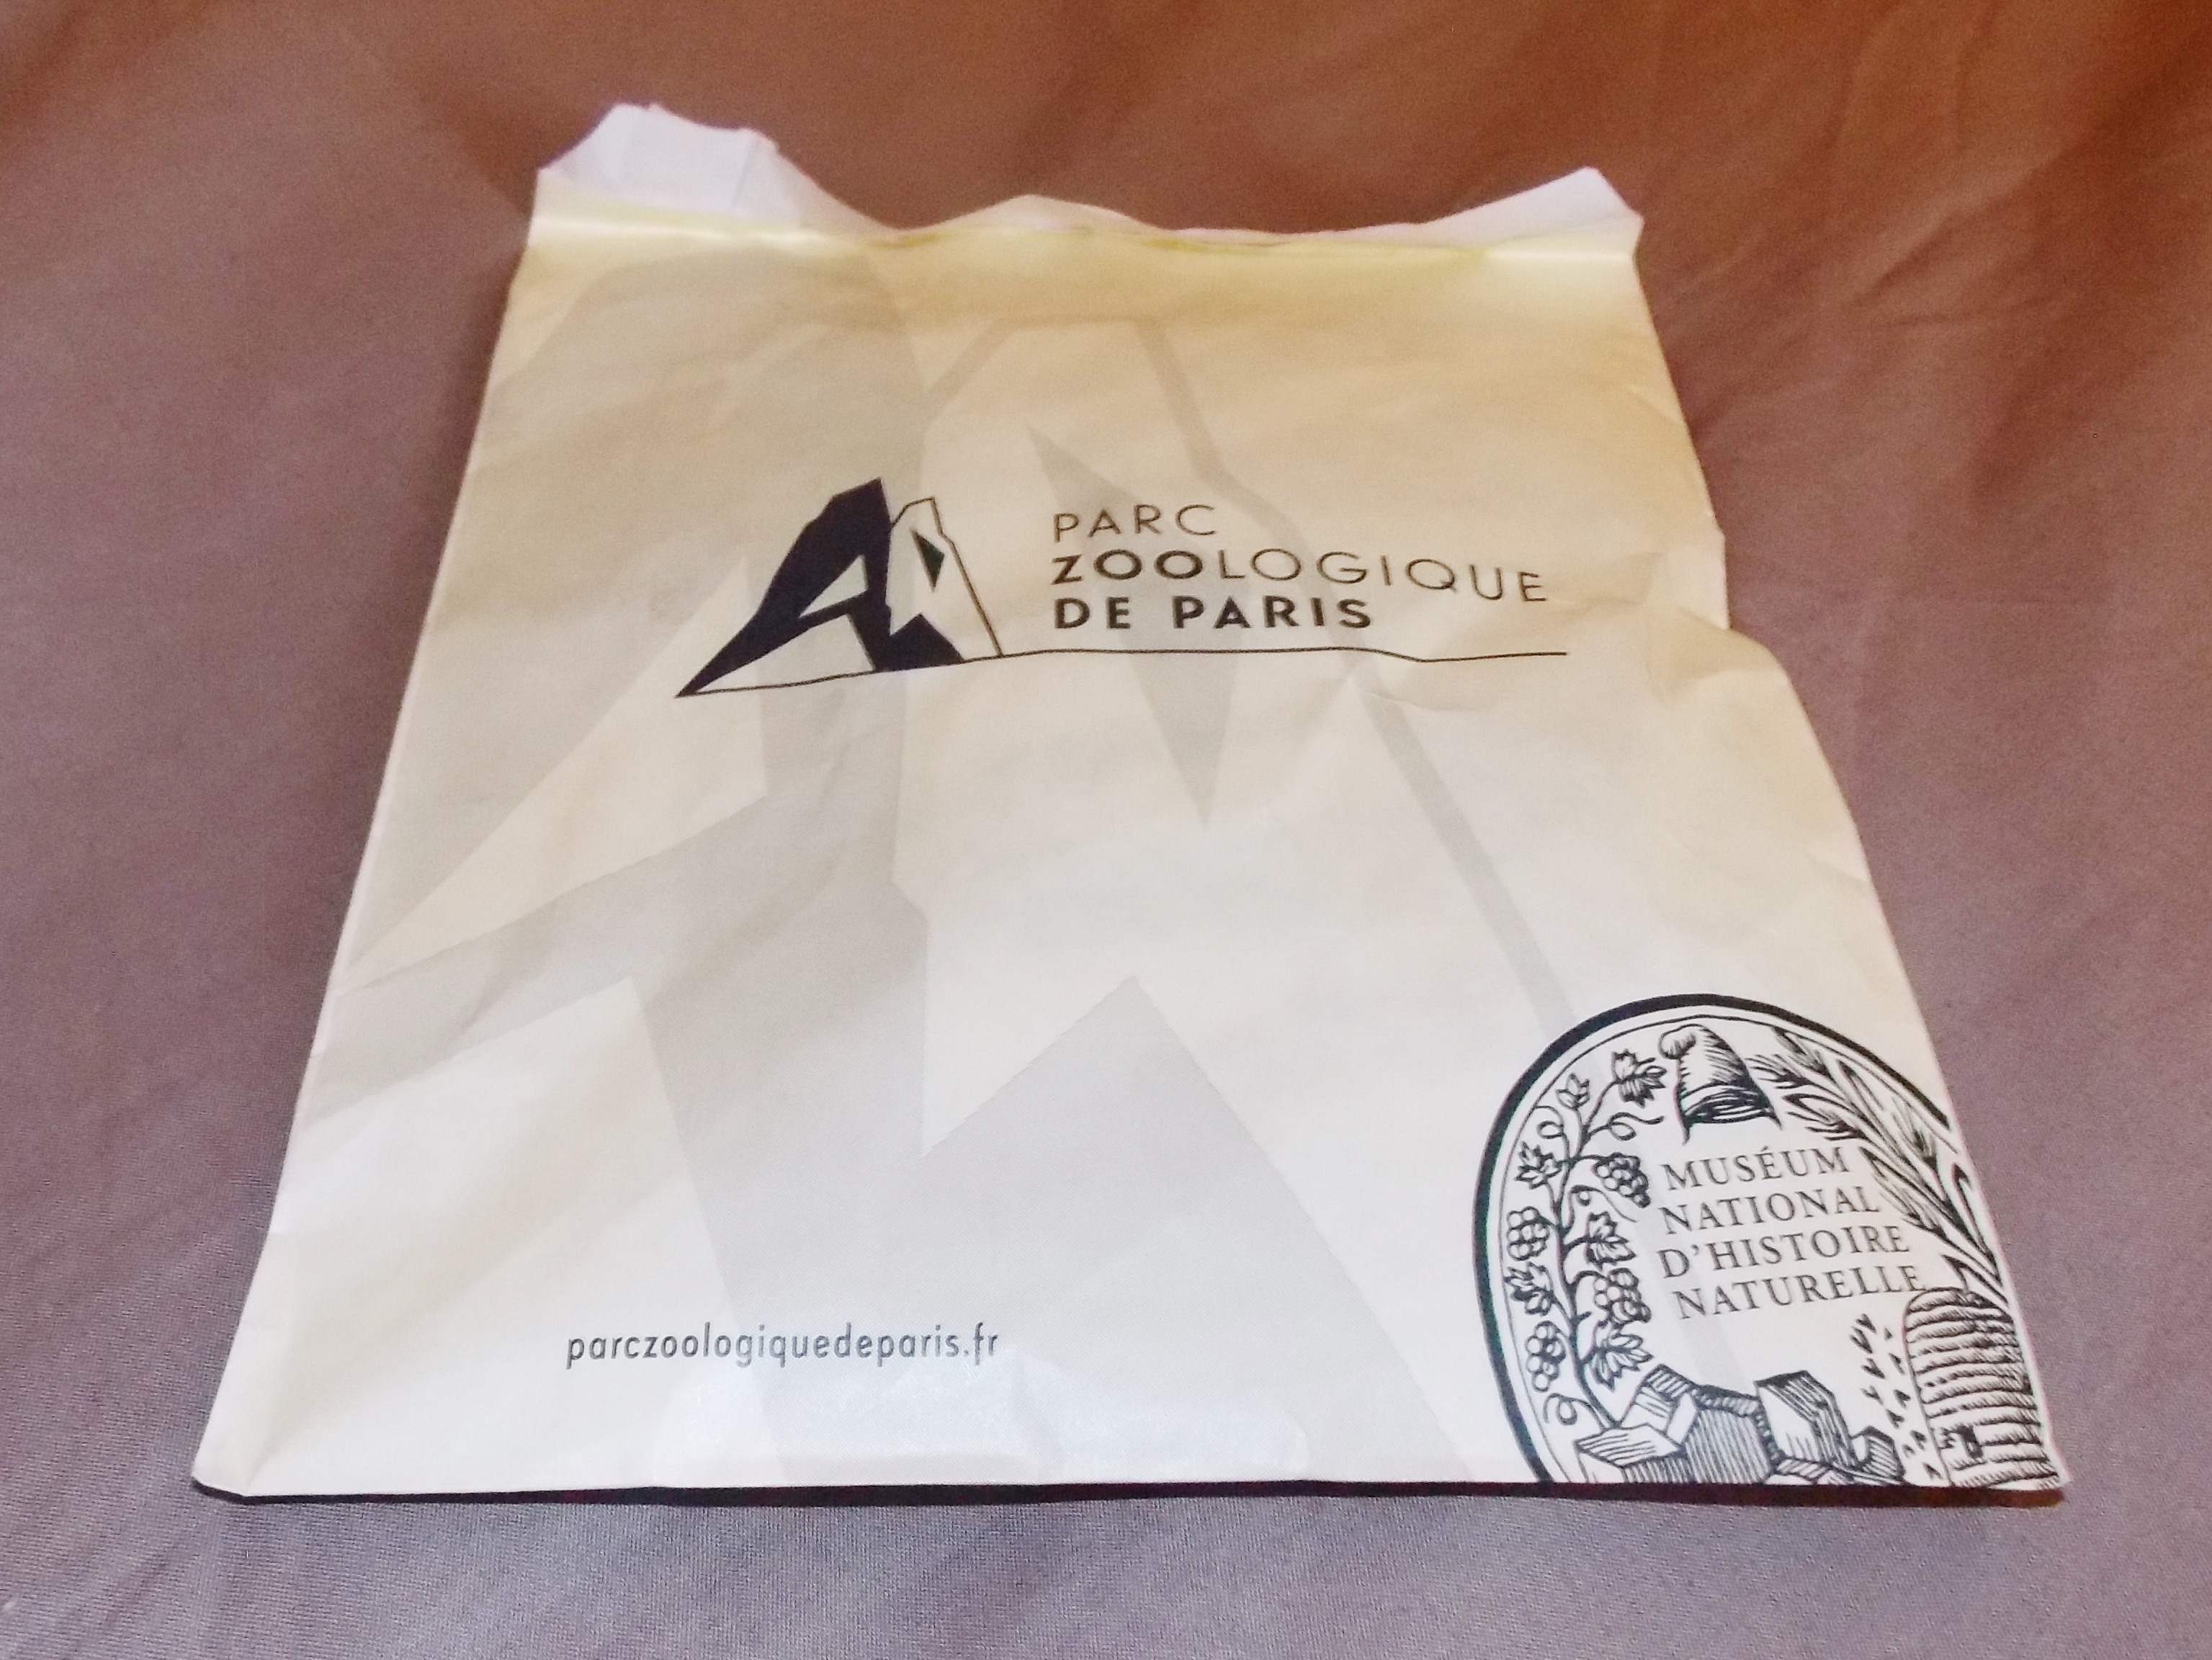 PARC
ZOOLOGIQUE
DE PARIS
MUSÉUM
NATIONAL
D'HISTOIRE
NATURELLE
parczoologiquedeparis.fr